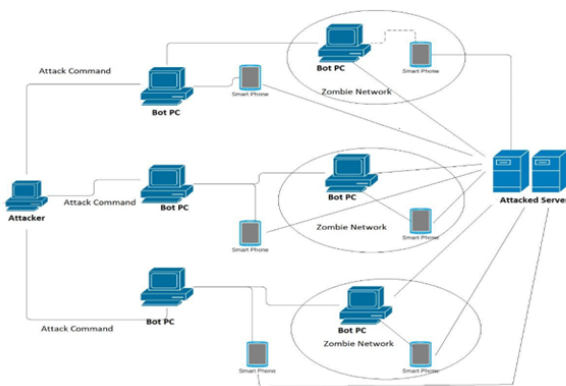 Bot PC
Smart Phone
Zombie Network
Attack Command
Bot PC
Smart Phone
Attacker
Attack Command
Bot PC
Smart Phone
Bot PC
Smart Phone
Zombie Network
Attacked Server
Attack Command
Bot PC
Smart Phone
Bot PC
Zombie Network
Smart Phone